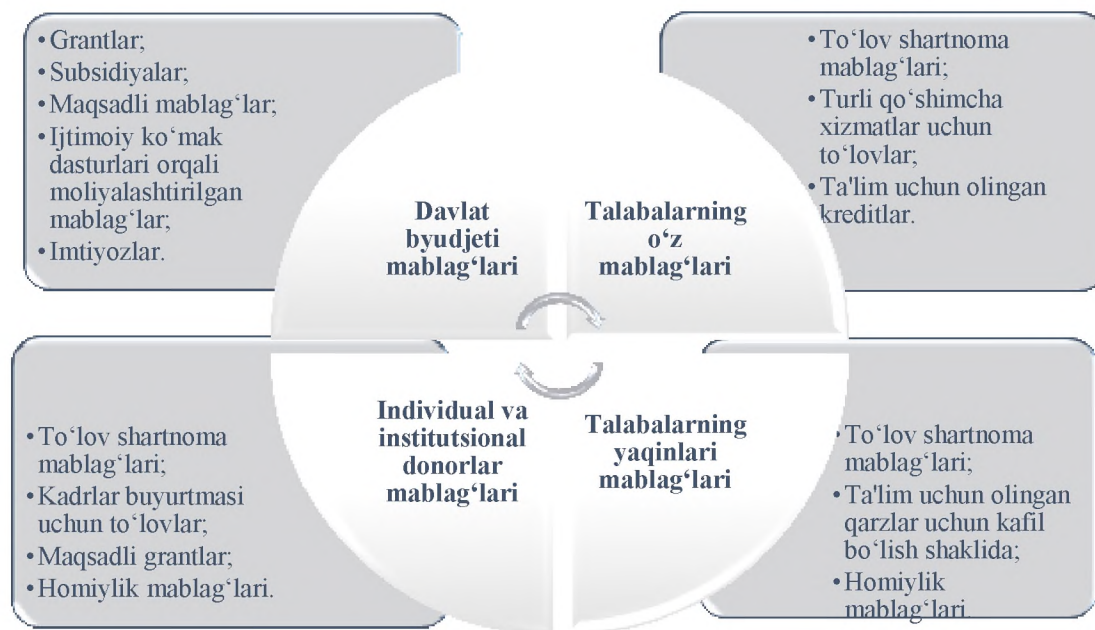 • Grantlar;
• Subsidiyalar;
• Maqsadli mablag‘lar;
• Ijtimoiy ko‘mak
dasturlari orqali
moliyalashtirilgan
mablag‘lar;
• Imtiyozlar.
Davlat
byudjeti
mablag‘lari
• To‘lov shartnoma
mablag‘lari;
• Turli qo‘shimcha
xizmatlar uchun
to‘lovlar;
• Ta'lim uchun olingan
kreditlar.
Talabalarning
o‘z
mablag‘lari
• To‘lov shartnoma
mablag‘lari;
• Kadrlar buyurtmasi
uchun to‘lovlar;
• Maqsadli grantlar;
• Homiylik mablag‘lari.
Individual va
institutsional
donorlar
mablag‘lari
Talabalarning
yaqinlari
mablag‘lari
• To‘lov shartnoma
mablag‘lari;
• Ta'lim uchun olingan
qarzlar uchun kafil
bo‘lish shaklida;
• Homiylik
mablag‘lari.